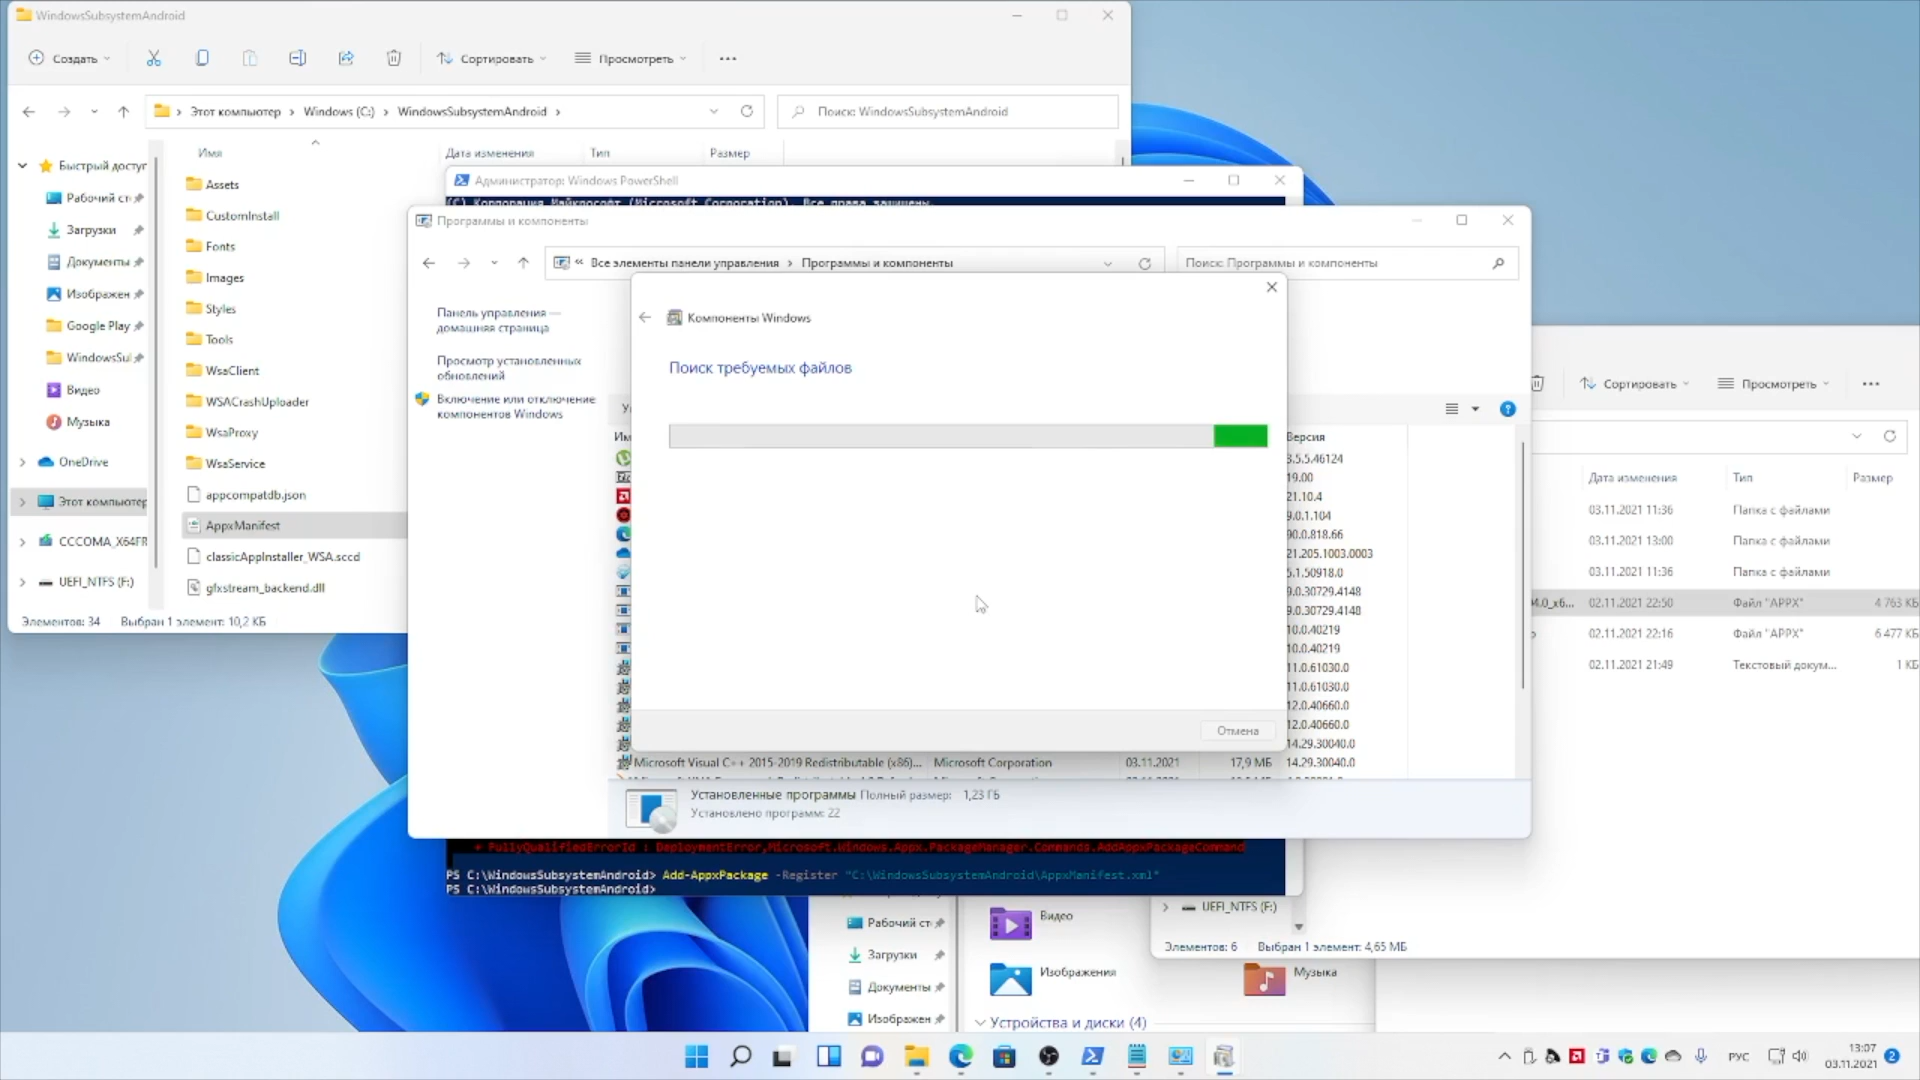 WindowsSubsystemAndroid
Создать
Сортировать
Просмотреть
Этот компьютер
Windows (C:)
WindowsSubsystemAndroid
Поиск: WindowsSubsystemAndroid
Имя
Дата изменения
Тип
Размер
Быстрый доступ
Рабочий ст
Загрузки
Документы
Изображен
Google Play
WindowsSul
Видео
Музыка
OneDrive
Этот компьютер
CCCOMA_X64FR
UEFI_NTFS (F:)
Assets
CustomInstall
Fonts
Images
Styles
Tools
WsaClient
WSACrashUploader
WsaProxy
WsaService
appcompatdb.json
AppxManifest
classicAppInstaller_WSA.sccd
gfxstream_backend.dll
Элементов: 34
Выбран 1 элемент: 10,2 КБ
Администратор: Windows PowerShell
(C) Корпорация Майкрософт (Microsoft Corporation). Все права защищены.
Программы и компоненты
« Все элементы панели управления
Программы и компоненты
Поиск: Программы и компоненты
Панель управления —
домашняя страница
Просмотр установленных
обновлений
Включение или отключение
компонентов Windows
Компоненты Windows
Поиск требуемых файлов
Отмена
Версия
3.5.5.46124
19.00
21.10.4
9.0.1.104
90.0.818.66
21.205.1003.0003
5.1.50918.0
9.0.30729.4148
9.0.30729.4148
10.0.40219
10.0.40219
11.0.61030.0
11.0.61030.0
12.0.40660.0
12.0.40660.0
14.29.30040.0
Microsoft Visual C++ 2015-2019 Redistributable (x86)...
Microsoft Corporation
03.11.2021
17,9 МБ
14.29.30040.0
Установленные программы Полный размер: 1,23 ГБ
Установлено программ: 22
+ FullyQualifiedErrorId : DeploymentError,Microsoft.Windows.Appx.PackageManager.Commands.AddAppxPackageCommand
PS C:\WindowsSubsystemAndroid> Add-AppxPackage -Register "C:\WindowsSubsystemAndroid\AppxManifest.xml"
PS C:\WindowsSubsystemAndroid>
Сортировать
Просмотреть
Дата изменения
Тип
Размер
03.11.2021 11:36
Папка с файлами
03.11.2021 13:00
Папка с файлами
03.11.2021 11:36
Папка с файлами
4.0_x6...
02.11.2021 22:50
Файл "APPX"
4 763 КБ
02.11.2021 22:16
Файл "APPX"
6 477 КБ
02.11.2021 21:49
Текстовый докум...
1 КБ
UEFI_NTFS (F:)
Элементов: 6
Выбран 1 элемент: 4,65 МБ
Рабочий ст
Загрузки
Документы
Изображен
Видео
Изображения
Музыка
Устройства и диски (4)
РУС
13:07
03.11.2021
2